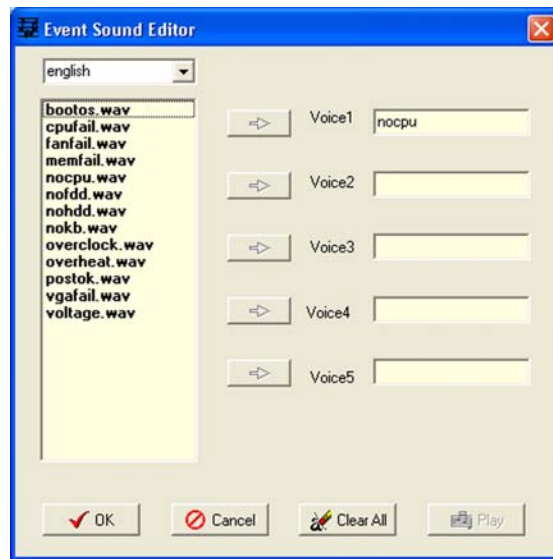 Event Sound Editor
english
bootos.wav
cpufail.wav
fanfail.wav
memfail.wav
nocpu.wav
nofdd.wav
nohdd.wav
nokb.wav
overclock.wav
overheat.wav
postok.wav
vgafail.wav
voltage.wav
Voice1 nocpu
Voice2
Voice3
Voice4
Voice5
OK Cancel Clear All Play